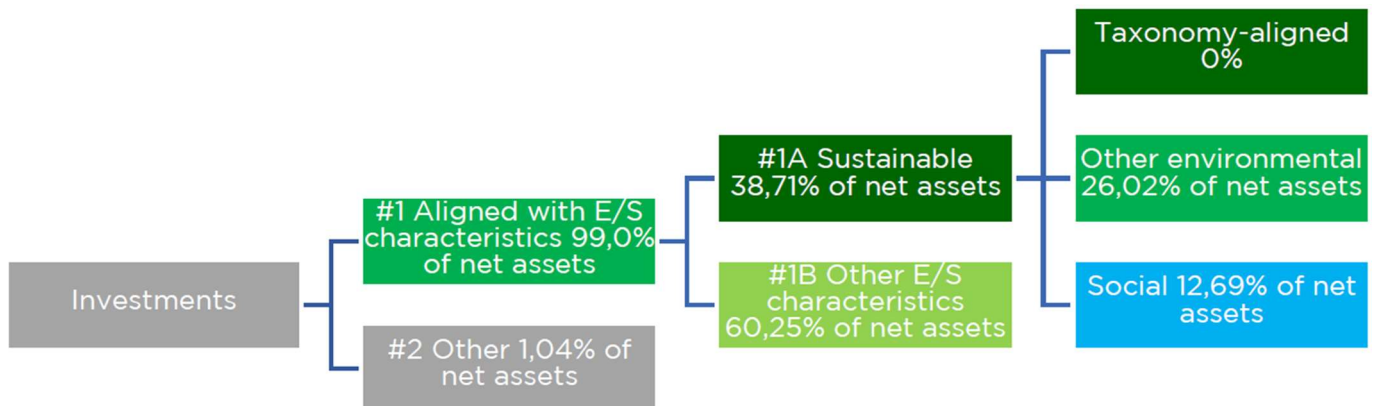 Investments
#1 Aligned with E/S
characteristics 99,0%
of net assets
#2 Other 1,04% of
net assets
#1A Sustainable
38,71% of net assets
#1B Other E/S
characteristics
60,25% of net assets
Taxonomy-aligned
0%
Other environmental
26,02% of net assets
Social 12,69% of net
assets